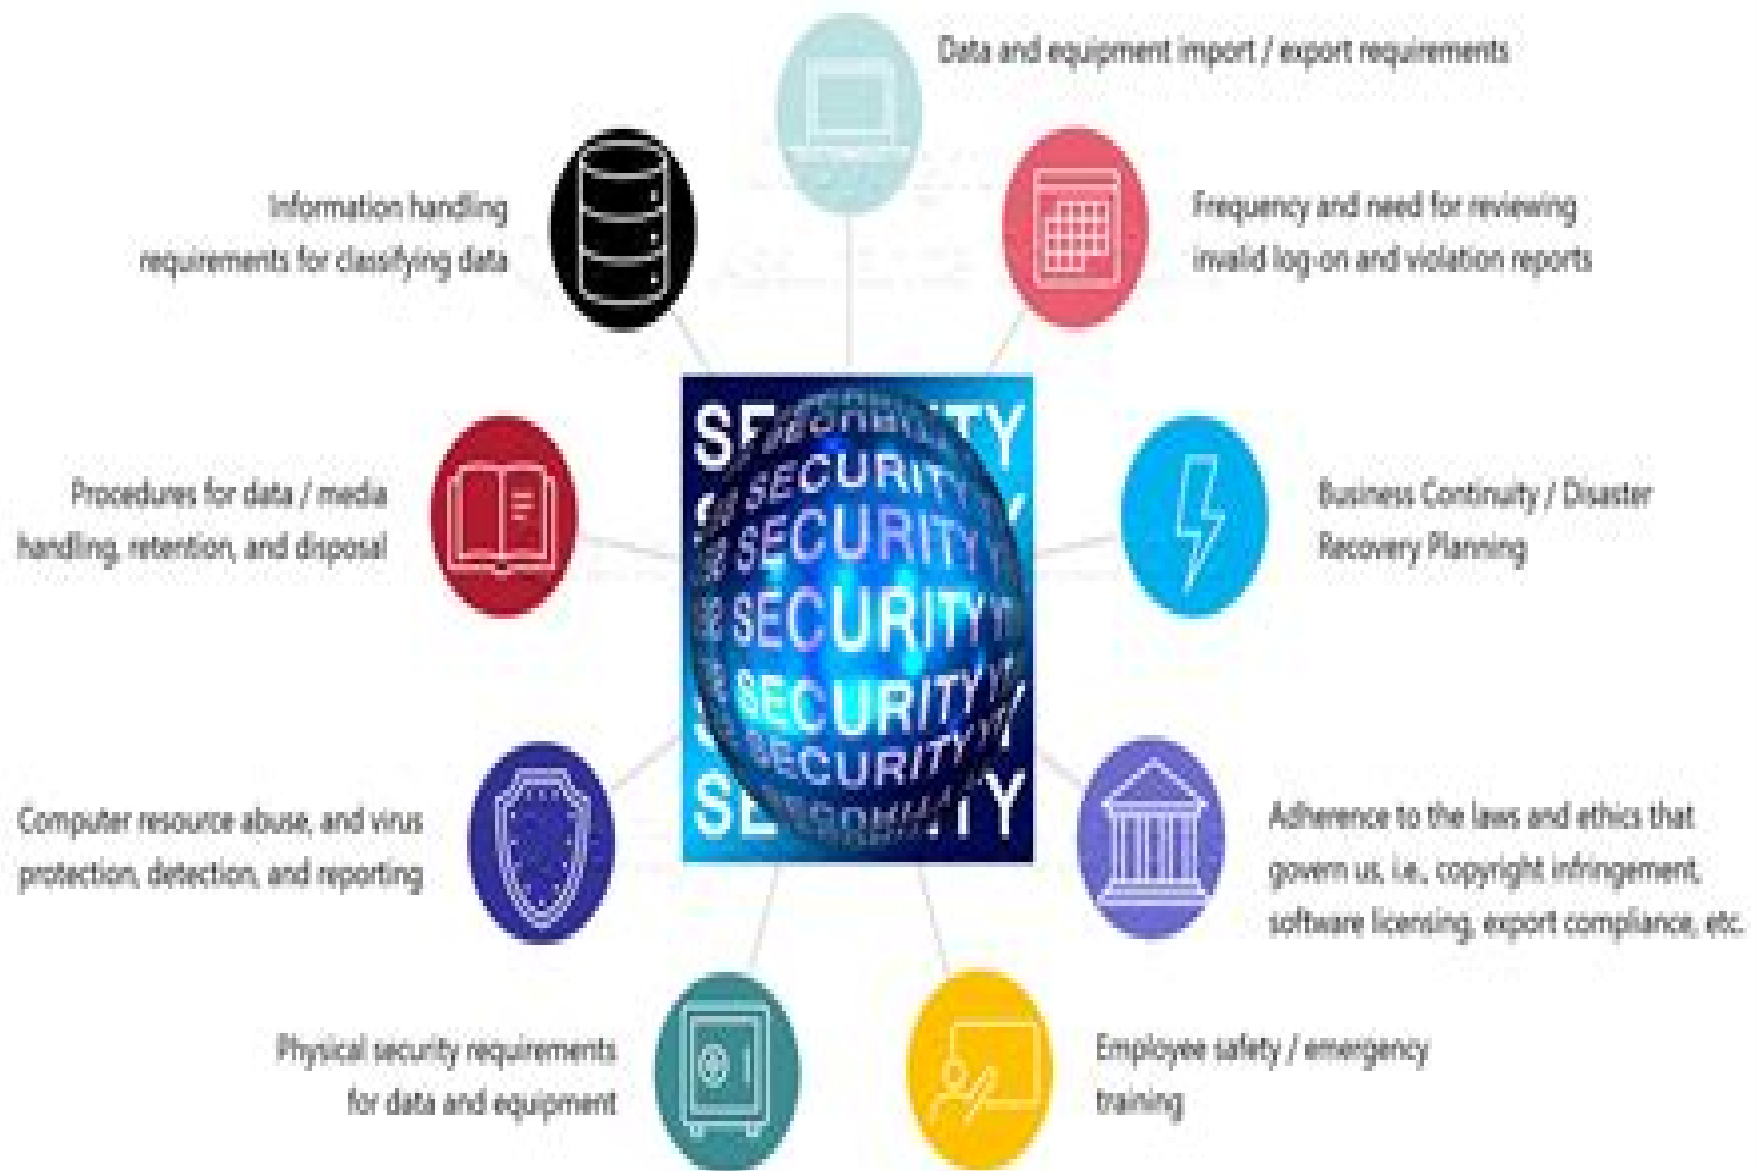 Data and equipment import / export requirements
Information handling
requirements for classifying data
Frequency and need for reviewing
invalid log-on and violation reports
Procedures for data / media
handling, retention, and disposal
Business Continuity / Disaster
Recovery Planning
SE
TY
SECURITY
SECURITY
SECURITY
SECURITY
SECURITY
SE
ITY
Computer resource abuse, and virus
protection, detection, and reporting
Adherence to the laws and ethics that
govern us, i.e., copyright infringement,
software licensing, export compliance, etc.
Physical security requirements
for data and equipment
Employee safety / emergency
training